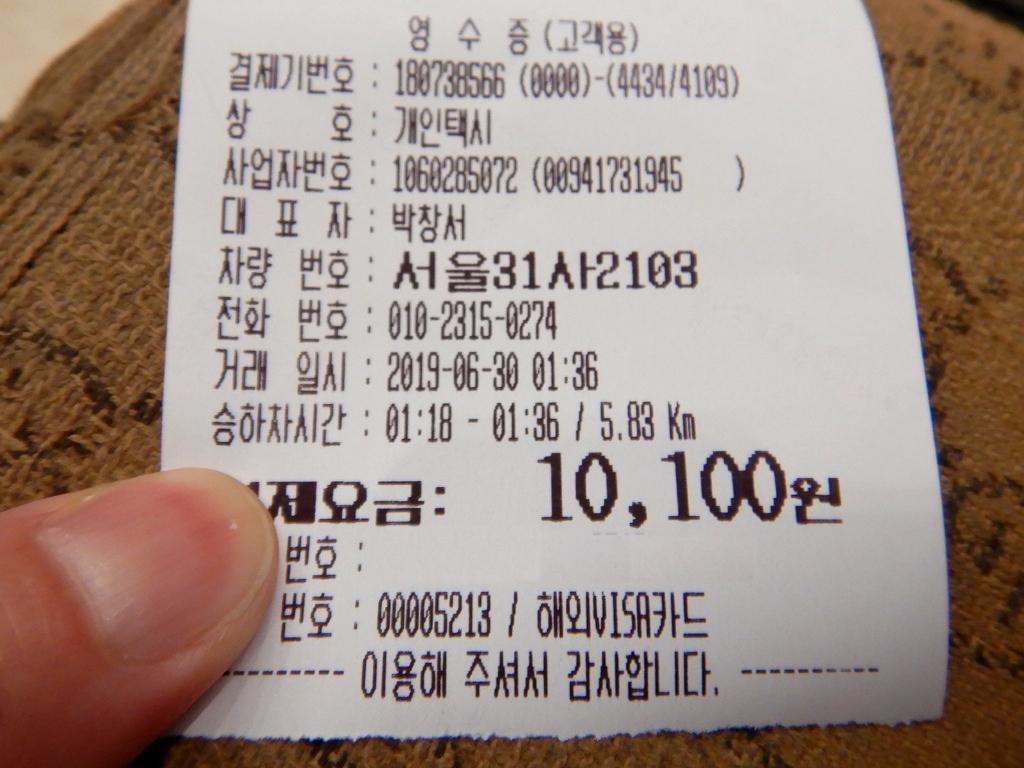 영 수 증 (고객용)
결제기번호 : 180738566 (0000)-(4434/4109)
상 호 : 개인택시
사업자번호 : 1060285072 (00941731945 )
대 표 자 : 박창서
차량 번호 : 서울31사2103
전화 번호 : 010-2315-0274
거래 일시 : 2019-06-30 01:36
승하차시간 : 01:18 - 01:36 / 5.83 Km
제요금: 10,100원
번호 :
번호 : 00005213 / 해외VISA카드
---------- 이용해 주셔서 감사합니다. ----------